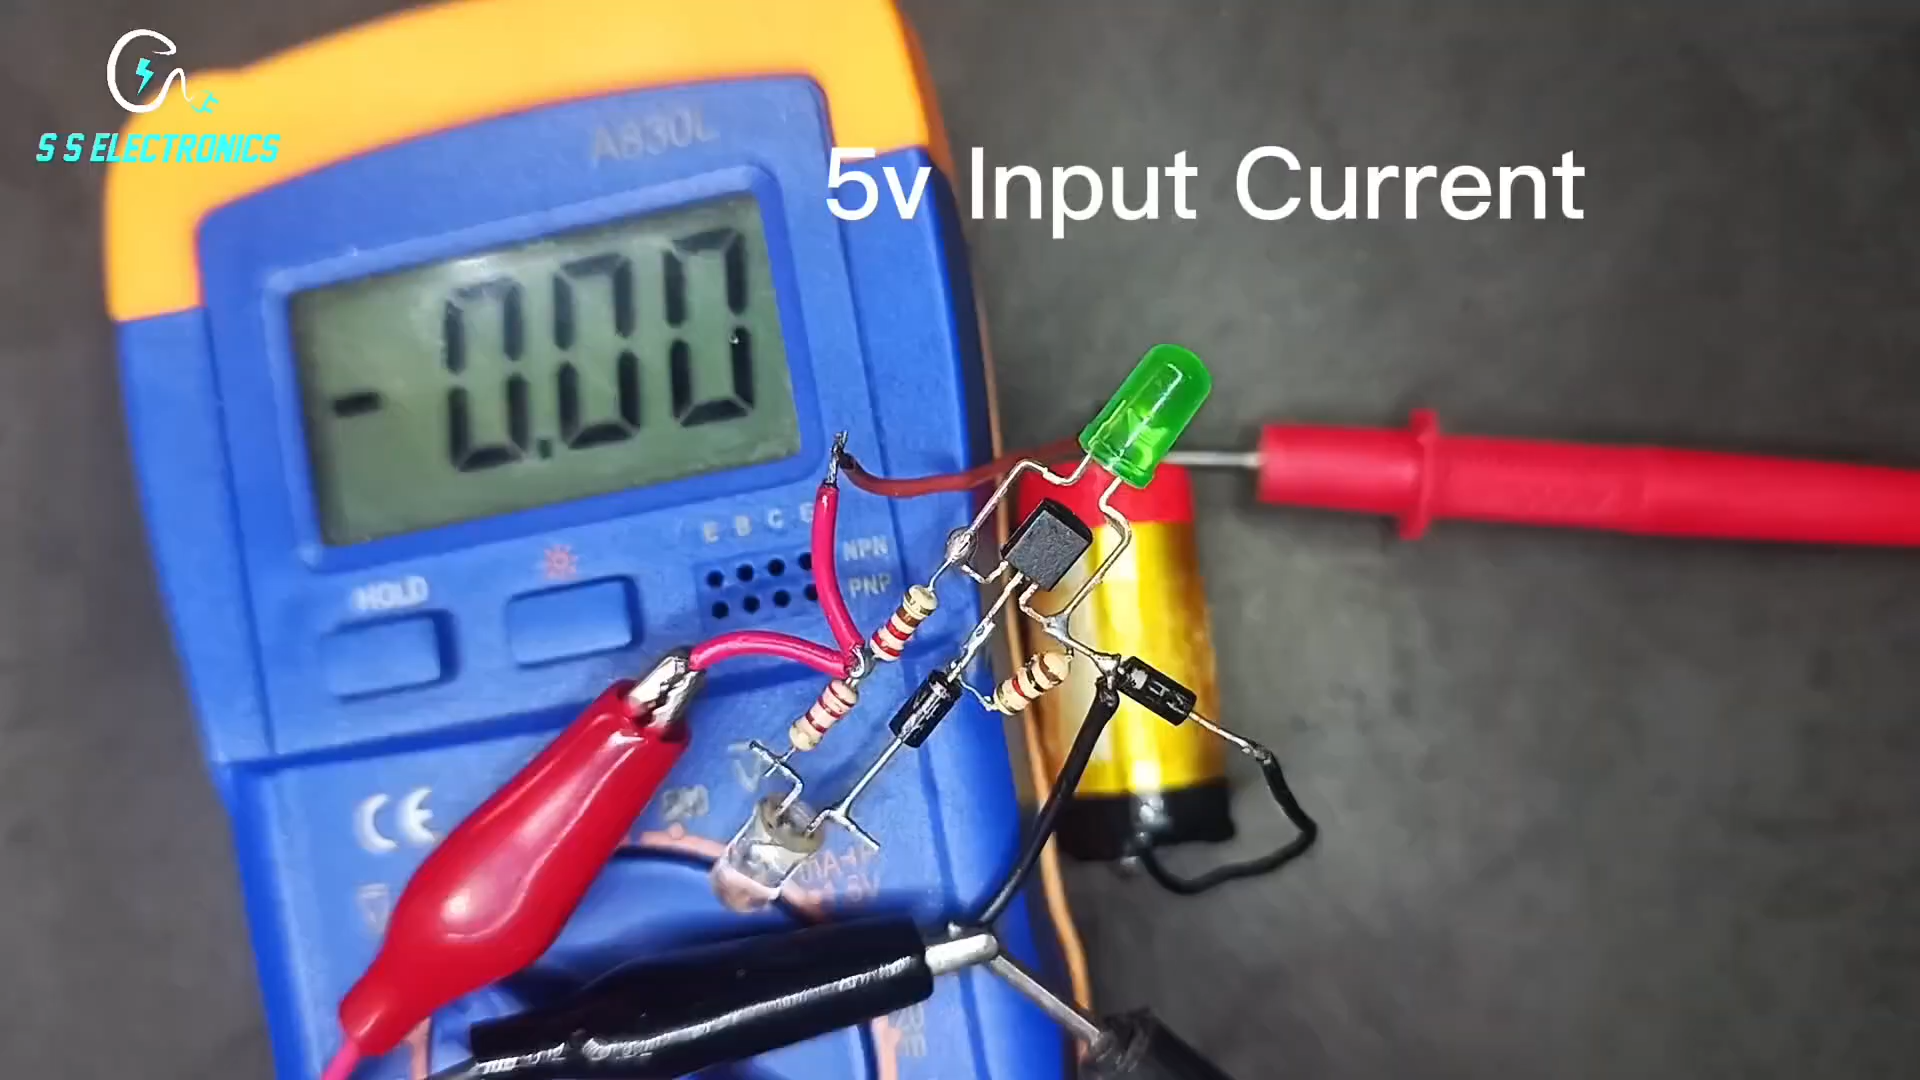 S S ELECTRONICS
A830L
5v Input Current
-0.00
E B C E
NPN
PNP
HOLD
CE